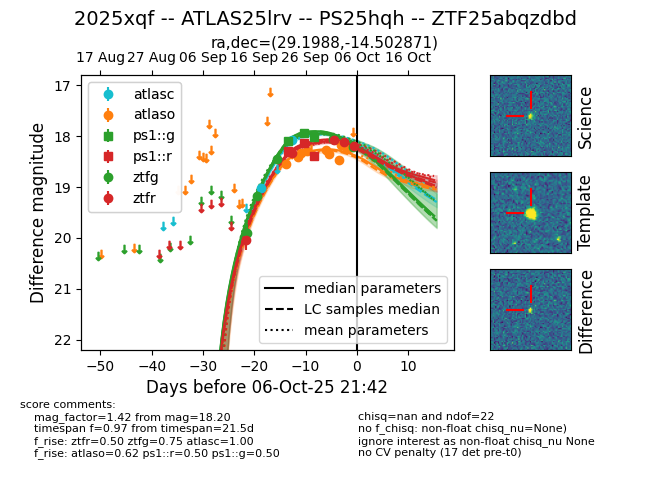 2025xqf -- ATLAS25lrv -- PS25hqh -- ZTF25abqzdbd
ra,dec=(29.1988,-14.502871)
17 Aug 27 Aug 06 Sep 16 Sep 26 Sep 06 Oct 16 Oct
17
18
19
20
21
22
Difference magnitude
atlasc
atlaso
ps1::g
ps1::r
ztfg
ztfr
median parameters
LC samples median
mean parameters
−50 −40 −30 −20 −10 0 10
Days before 06-Oct-25 21:42
Science
Template
Difference
score comments:
mag_factor=1.42 from mag=18.20
timespan f=0.97 from timespan=21.5d
f_rise: ztfr=0.50 ztfg=0.75 atlasc=1.00
f_rise: atlaso=0.62 ps1::r=0.50 ps1::g=0.50
chisq=nan and ndof=22
no f_chisq: non-float chisq_nu=None)
ignore interest as non-float chisq_nu None
no CV penalty (17 det pre-t0)